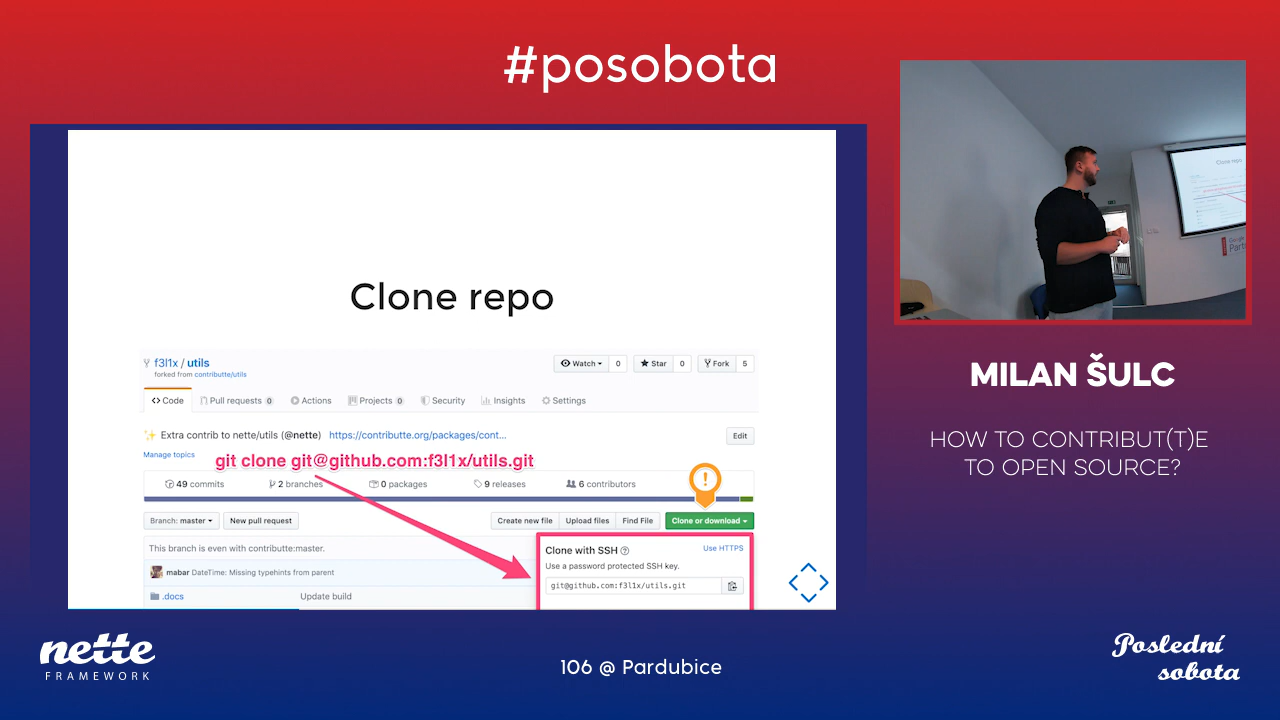 #posobota
Clone repo
f3l1x / utils
forked from contributte/utils
Watch 0 Star 0 Fork 5
Code Pull requests 0 Actions Projects 0 Security Insights Settings
✨ Extra contrib to nette/utils (@nette) https://contributte.org/packages/cont... Edit
Manage topics
git clone git@github.com:f3l1x/utils.git
49 commits 2 branches 0 packages 9 releases 6 contributors
Branch: master New pull request Create new file Upload files Find File Clone or download
This branch is even with contributte:master.
mabar DateTime: Missing typehints from parent
.docs Update build
Clone with SSH Use HTTPS
Use a password protected SSH key.
git@github.com:f3l1x/utils.git
Clone repo
Google
MILAN ŠULC
HOW TO CONTRIBUT(T)E
TO OPEN SOURCE?
nette
FRAMEWORK
106 @ Pardubice
Poslední
sobota